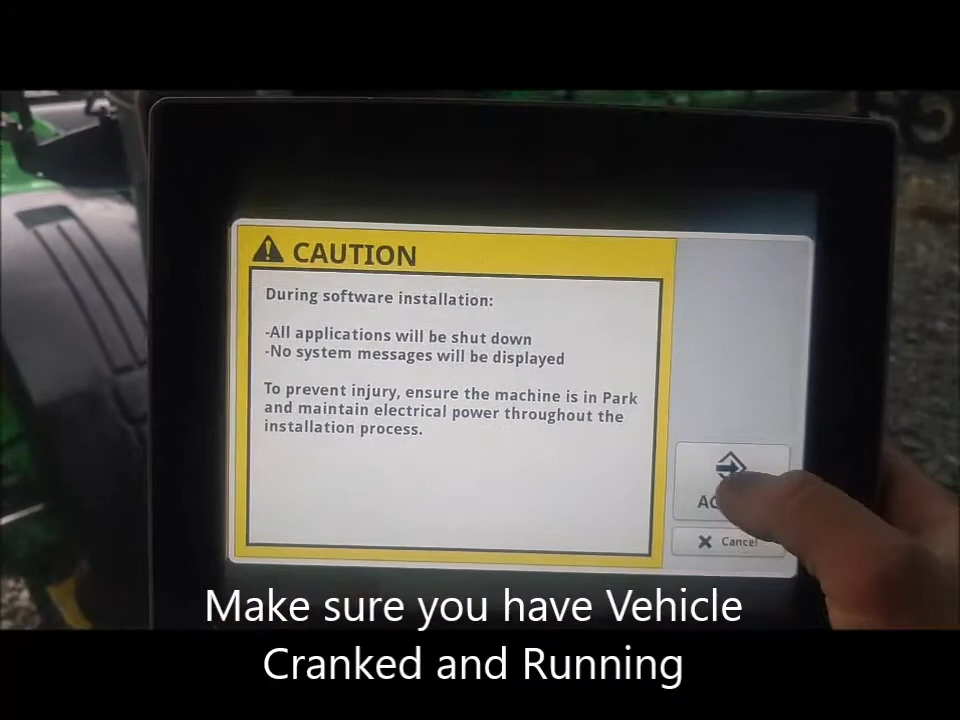 CAUTION
During software installation:
-All applications will be shut down
-No system messages will be displayed
To prevent injury, ensure the machine is in Park
and maintain electrical power throughout the
installation process.
Cancel
Make sure you have Vehicle
Cranked and Running